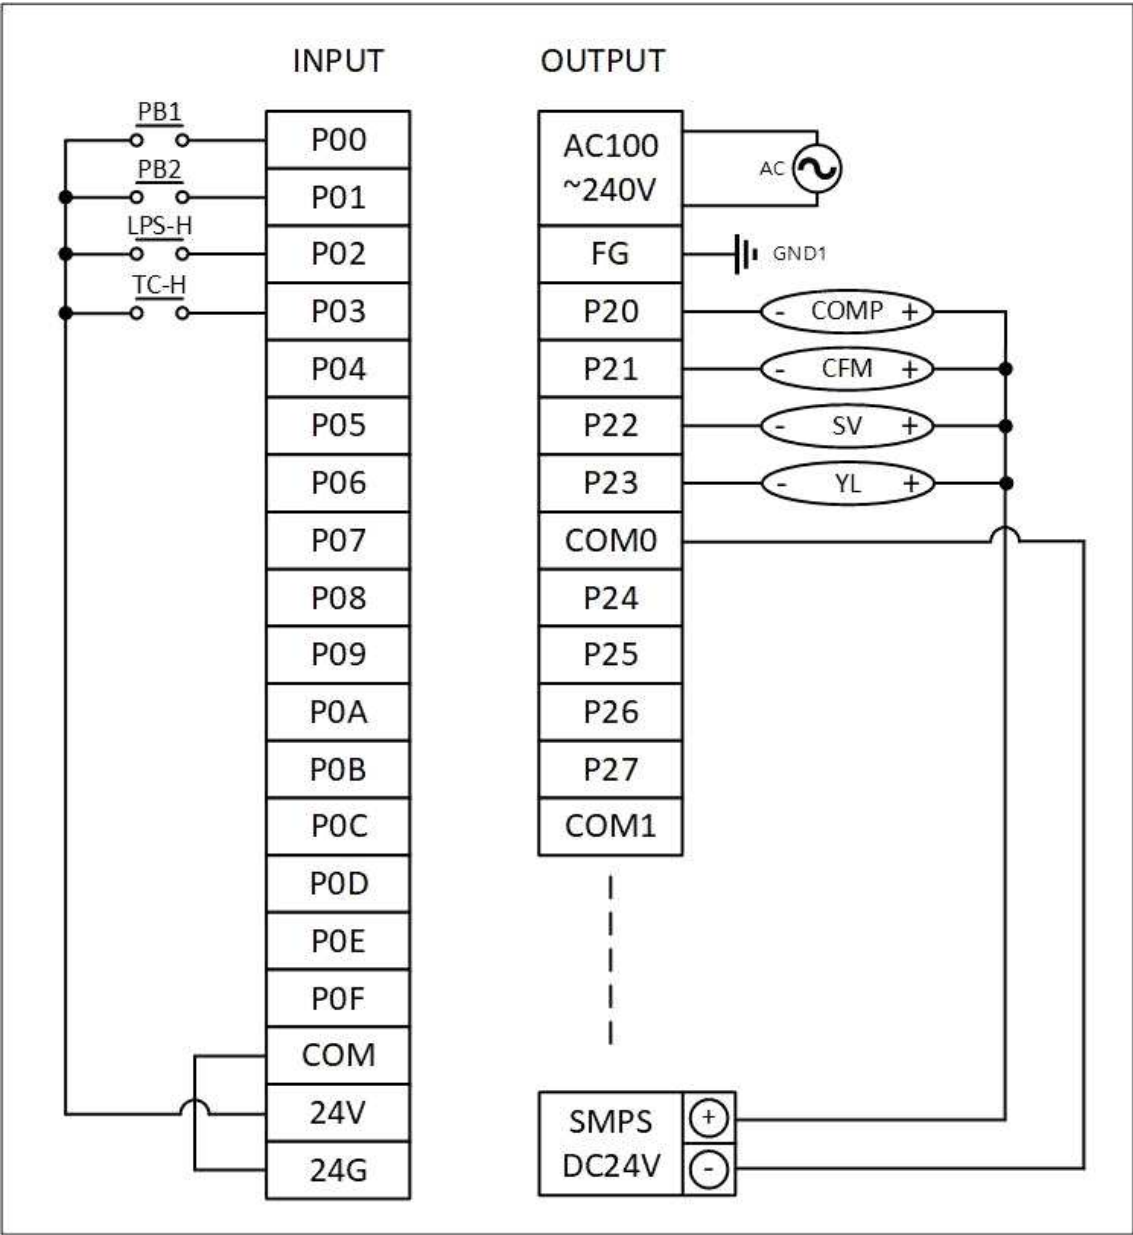 INPUT
OUTPUT
PB1
PB2
LPS-H
TC-H
P00
P01
P02
P03
P04
P05
P06
P07
P08
P09
P0A
P0B
P0C
P0D
P0E
P0F
COM
24V
24G
AC100
~240V
FG
P20
P21
P22
P23
COM0
P24
P25
P26
P27
COM1
AC
GND1
- COMP +
- CFM +
- SV +
- YL +
SMPS
DC24V
+
-